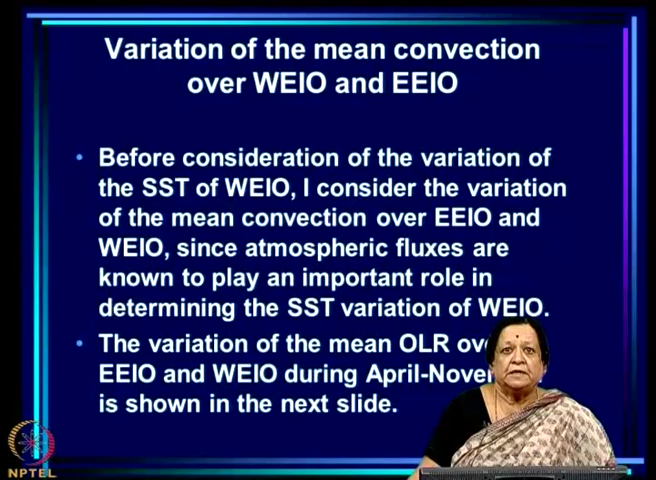 Variation of the mean convection
over WEIO and EEIO
• Before consideration of the variation of
the SST of WEIO, I consider the variation
of the mean convection over EEIO and
WEIO, since atmospheric fluxes are
known to play an important role in
determining the SST variation of WEIO.
• The variation of the mean OLR
EEIO and WEIO during
is shown in the next slide.
NPTEL